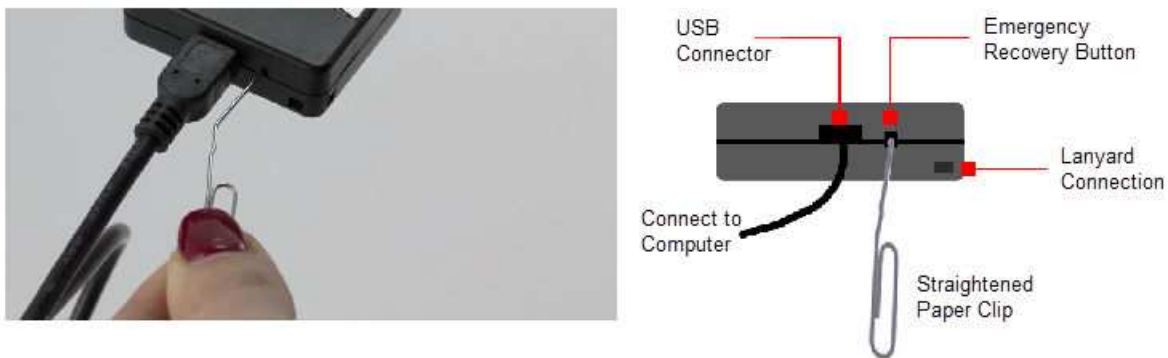 USB
Connector
Emergency
Recovery Button
Lanyard
Connection
Connect to
Computer
Straightened
Paper Clip